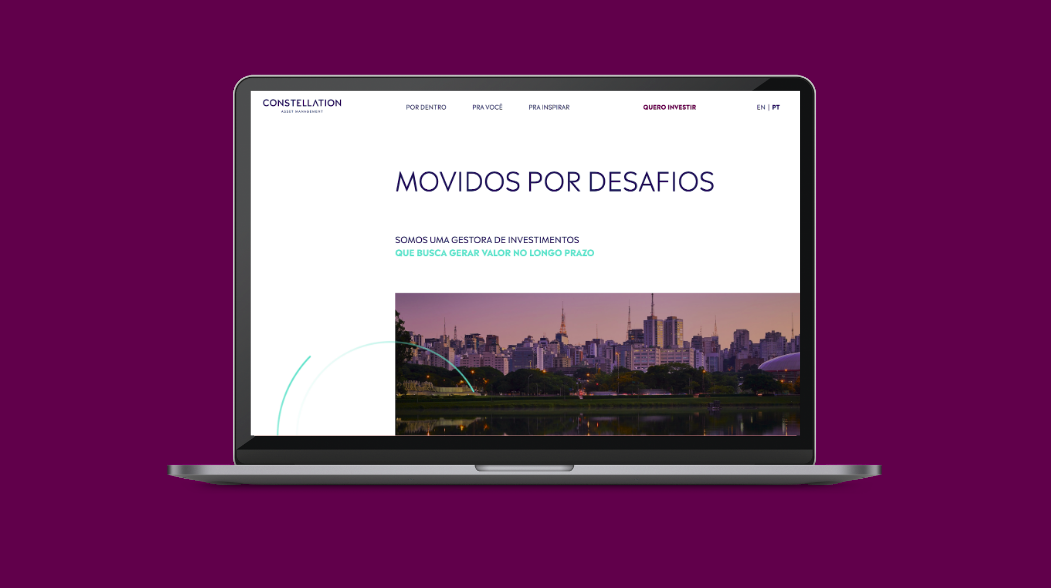 CONSTELLATION
ASSET MANAGEMENT
POR DENTRO
PRA VOCÊ
PRA INSPIRAR
QUERO INVESTIR
EN | PT
MOVIDOS POR DESAFIOS
SOMOS UMA GESTORA DE INVESTIMENTOS
QUE BUSCA GERAR VALOR NO LONGO PRAZO